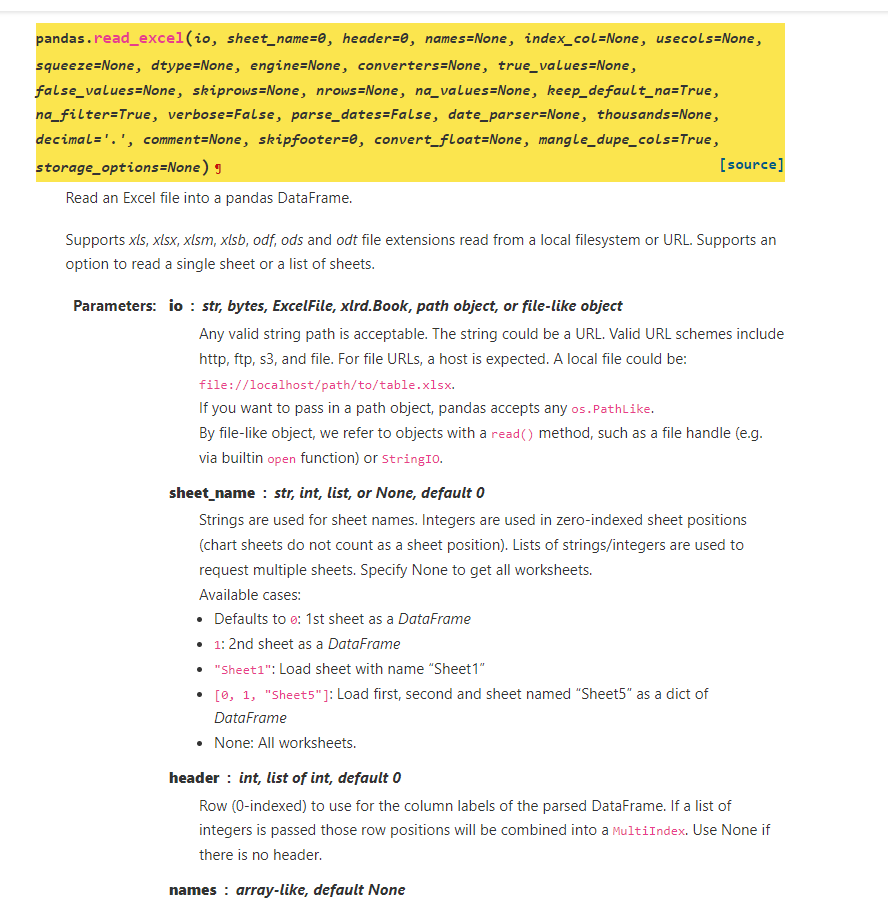 pandas.read_excel(io, sheet_name=0, header=0, names=None, index_col=None, usecols=None,
squeeze=None, dtype=None, engine=None, converters=None, true_values=None,
false_values=None, skiprows=None, nrows=None, na_values=None, keep_default_na=True,
na_filter=True, verbose=False, parse_dates=False, date_parser=None, thousands=None,
decimal='.', comment=None, skipfooter=0, convert_float=None, mangle_dupe_cols=True,
storage_options=None)¶ [source]
Read an Excel file into a pandas DataFrame.
Supports xls, xlsx, xlsm, xlsb, odf, ods and odt file extensions read from a local filesystem or URL. Supports an
option to read a single sheet or a list of sheets.
Parameters: io : str, bytes, ExcelFile, xlrd.Book, path object, or file-like object
Any valid string path is acceptable. The string could be a URL. Valid URL schemes include
http, ftp, s3, and file. For file URLs, a host is expected. A local file could be:
file://localhost/path/to/table.xlsx.
If you want to pass in a path object, pandas accepts any os.PathLike.
By file-like object, we refer to objects with a read() method, such as a file handle (e.g.
via builtin open function) or StringIO.
sheet_name : str, int, list, or None, default 0
Strings are used for sheet names. Integers are used in zero-indexed sheet positions
(chart sheets do not count as a sheet position). Lists of strings/integers are used to
request multiple sheets. Specify None to get all worksheets.
Available cases:
• Defaults to 0: 1st sheet as a DataFrame
• 1: 2nd sheet as a DataFrame
• "Sheet1": Load sheet with name “Sheet1”
• [0, 1, "Sheet5"]: Load first, second and sheet named “Sheet5” as a dict of
DataFrame
• None: All worksheets.
header : int, list of int, default 0
Row (0-indexed) to use for the column labels of the parsed DataFrame. If a list of
integers is passed those row positions will be combined into a MultiIndex. Use None if
there is no header.
names : array-like, default None